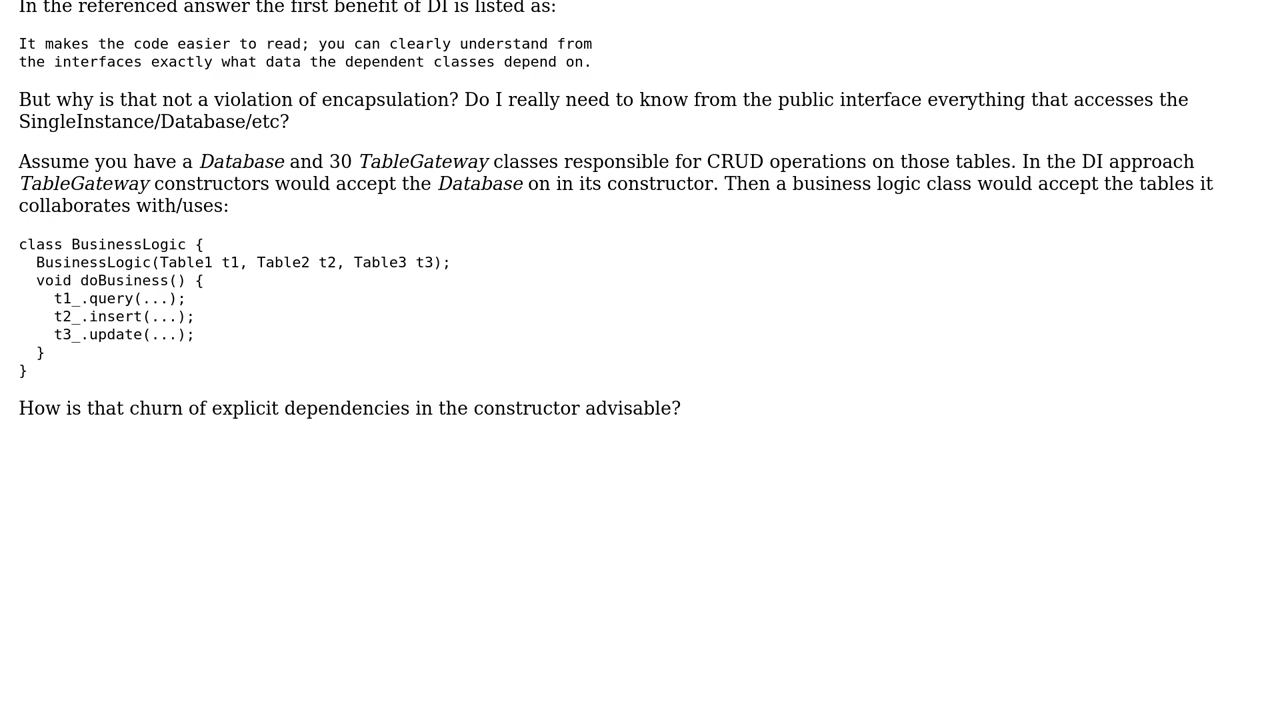 In the referenced answer the first benefit of DI is listed as:
It makes the code easier to read; you can clearly understand from
the interfaces exactly what data the dependent classes depend on.
But why is that not a violation of encapsulation? Do I really need to know from the public interface everything that accesses the
SingleInstance/Database/etc?
Assume you have a Database and 30 TableGateway classes responsible for CRUD operations on those tables. In the DI approach
TableGateway constructors would accept the Database on in its constructor. Then a business logic class would accept the tables it
collaborates with/uses:
class BusinessLogic {
  BusinessLogic(Table1 t1, Table2 t2, Table3 t3);
  void doBusiness() {
    t1_.query(...);
    t2_.insert(...);
    t3_.update(...);
  }
}
How is that churn of explicit dependencies in the constructor advisable?